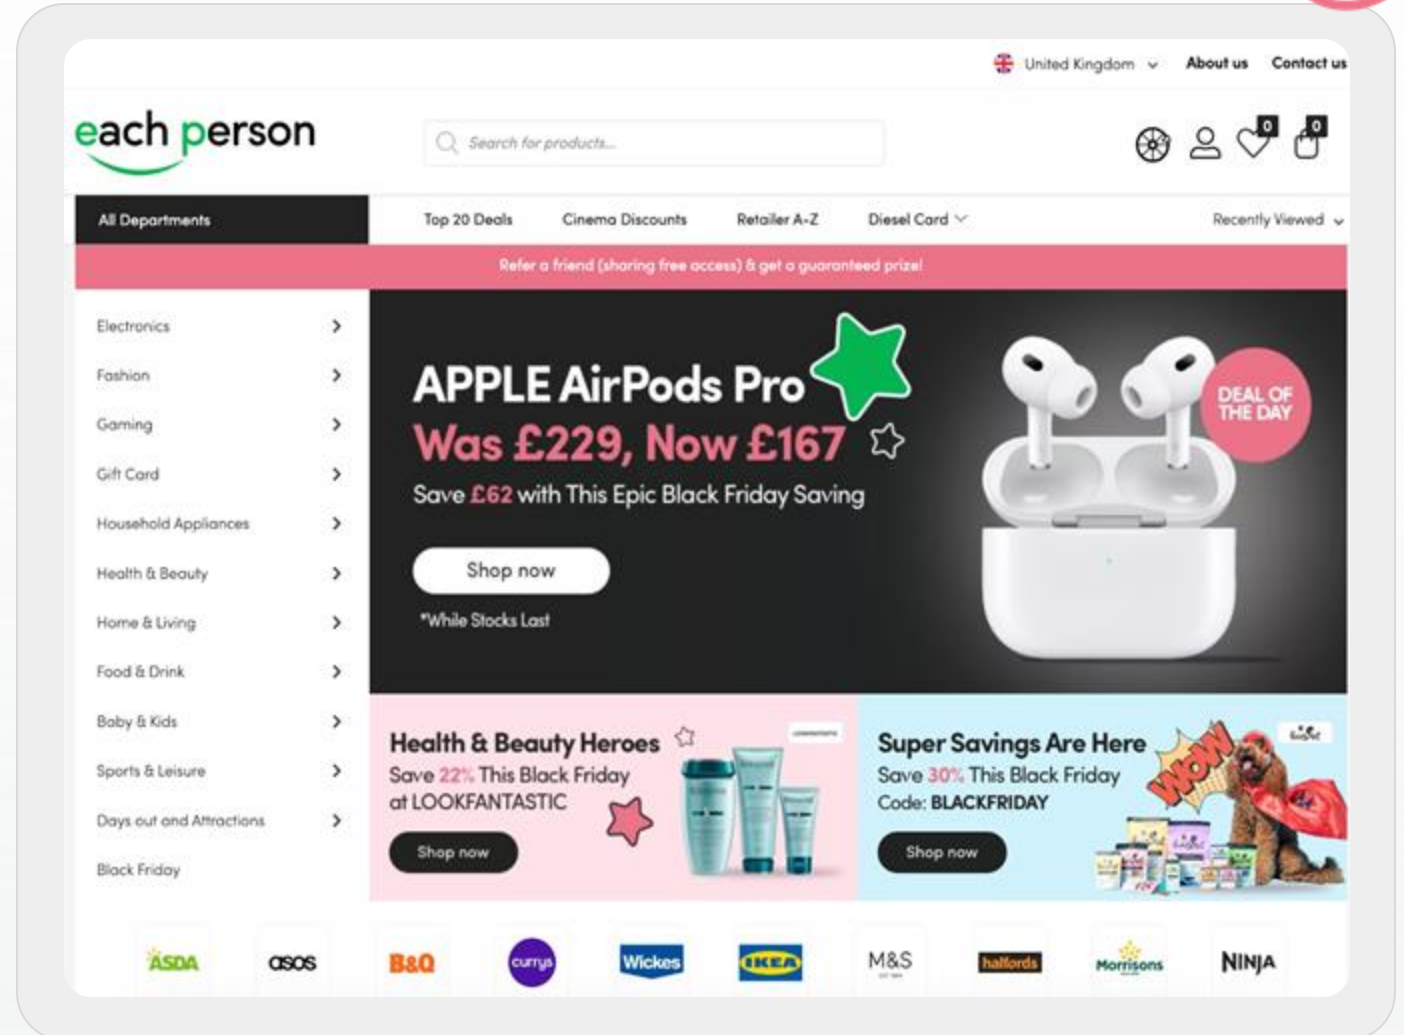 United Kingdom
About us
Contact us
each person
Search for products...
0
0
All Departments
Top 20 Deals
Cinema Discounts
Retailer A-Z
Diesel Card
Recently Viewed
Refer a friend (sharing free access) & get a guaranteed prize!
Electronics
Fashion
Gaming
Gift Card
Household Appliances
Health & Beauty
Home & Living
Food & Drink
Baby & Kids
Sports & Leisure
Days out and Attractions
Black Friday
APPLE AirPods Pro
Was £229, Now £167
Save £62 with This Epic Black Friday Saving
Shop now
*While Stocks Last
DEAL OF
THE DAY
Health & Beauty Heroes
Save 22% This Black Friday
at LOOKFANTASTIC
Shop now
Super Savings Are Here
Save 30% This Black Friday
Code: BLACKFRIDAY
Shop now
WOW
ASDA
asos
B&Q
currys
Wickes
IKEA
M&S
halfords
Morrisons
NINJA